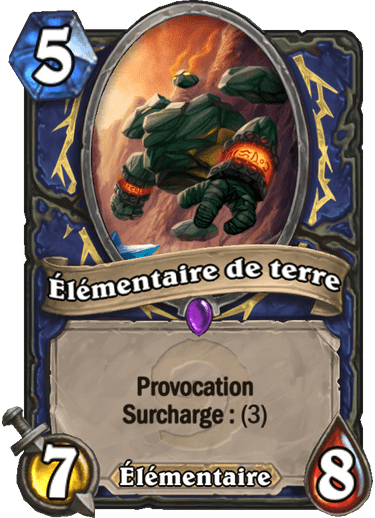 5
Élémentaire de terre
Provocation
Surcharge : (3)
7
Élémentaire
8